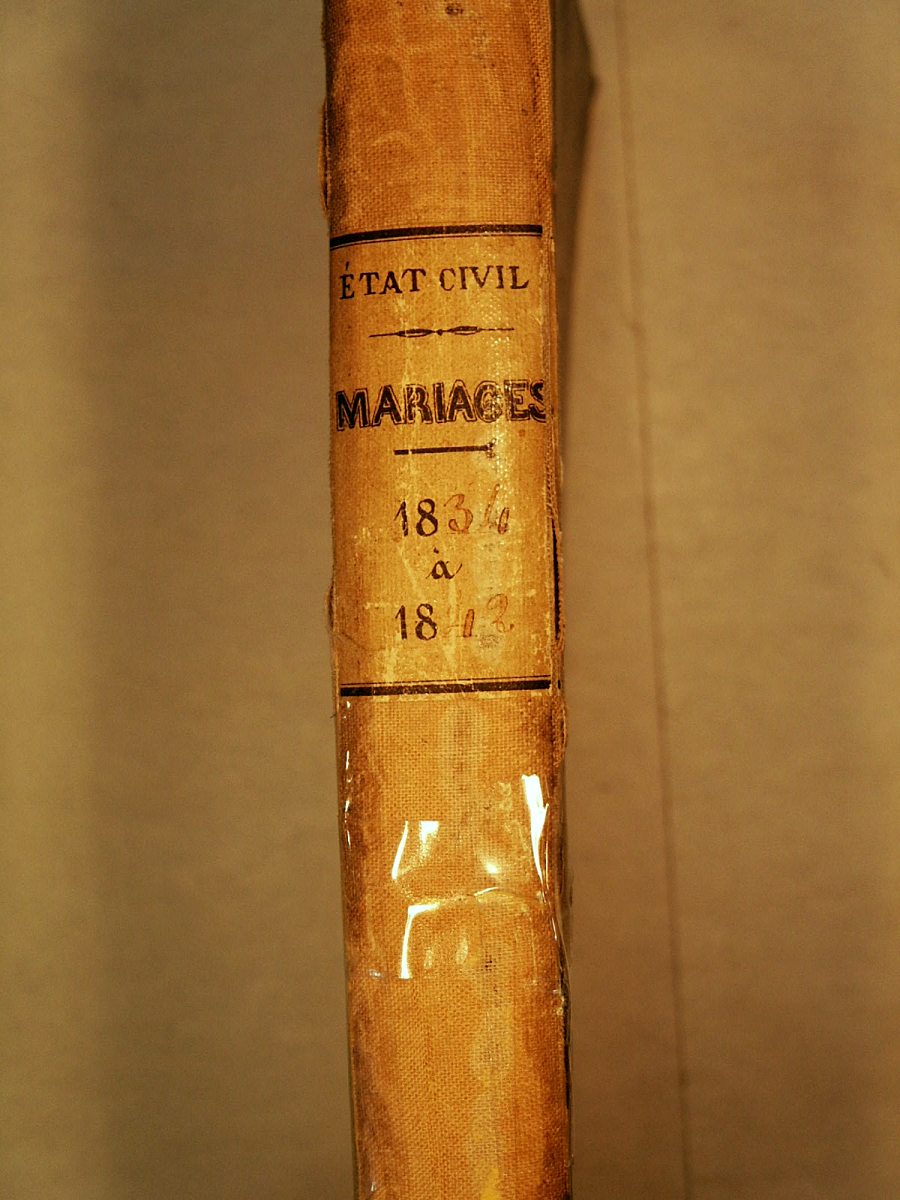 ÉTAT CIVIL
MARIAGES
1834
à
1842